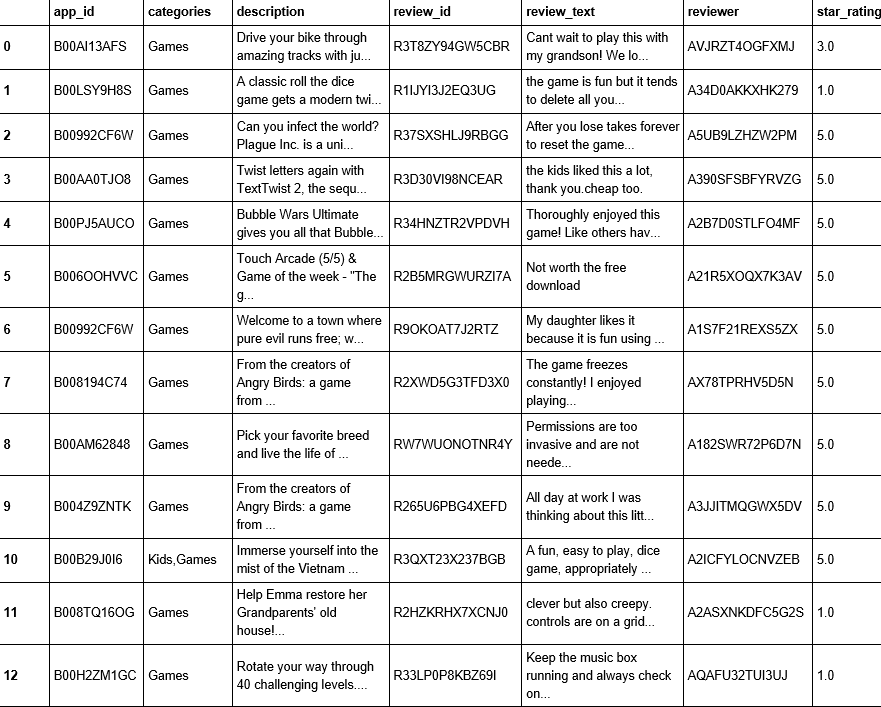 app_id categories description review_id review_text reviewer star_rating
0 B00AI13AFS Games Drive your bike through amazing tracks with ju... R3T8ZY94GW5CBR Cant wait to play this with my grandson! We lo... AVJRZT4OGFXMJ 3.0
1 B00LSY9H8S Games A classic roll the dice game gets a modern twi... R1IJYI3J2EQ3UG the game is fun but it tends to delete all you... A34D0AKKXHK279 1.0
2 B00992CF6W Games Can you infect the world? Plague Inc. is a uni... R37SXSHLJ9RBGG After you lose takes forever to reset the game... A5UB9LZHZW2PM 5.0
3 B00AA0TJO8 Games Twist letters again with TextTwist 2, the sequ... R3D30VI98NCEAR the kids liked this a lot, thank you.cheap too. A390SFSBFYRVZG 5.0
4 B00PJ5AUCO Games Bubble Wars Ultimate gives you all that Bubble... R34HNZTR2VPDVH Thoroughly enjoyed this game! Like others hav... A2B7D0STLFO4MF 5.0
5 B006OOHVVC Games Touch Arcade (5/5) & Game of the week - "The g... R2B5MRGWURZI7A Not worth the free download A21R5XOQX7K3AV 5.0
6 B00992CF6W Games Welcome to a town where pure evil runs free; w... R9OKOAT7J2RTZ My daughter likes it because it is fun using ... A1S7F21REXS5ZX 5.0
7 B008194C74 Games From the creators of Angry Birds: a game from ... R2XWD5G3TFD3X0 The game freezes constantly! I enjoyed playing... AX78TPRHV5D5N 5.0
8 B00AM62848 Games Pick your favorite breed and live the life of ... RW7WUONOTNR4Y Permissions are too invasive and are not neede... A182SWR72P6D7N 5.0
9 B004Z9ZNTK Games From the creators of Angry Birds: a game from ... R265U6PBG4XEFD All day at work I was thinking about this litt... A3JJITMQGWX5DV 5.0
10 B00B29J0I6 Kids,Games Immerse yourself into the mist of the Vietnam ... R3QXT23X237BGB A fun, easy to play, dice game, appropriately ... A2ICFYLOCNVZEB 5.0
11 B008TQ16OG Games Help Emma restore her Grandparents' old house!... R2HZKRHX7XCNJ0 clever but also creepy. controls are on a grid... A2ASXNKDFC5G2S 1.0
12 B00H2ZM1GC Games Rotate your way through 40 challenging levels.... R33LP0P8KBZ69I Keep the music box running and always check on... AQAFU32TUI3UJ 1.0